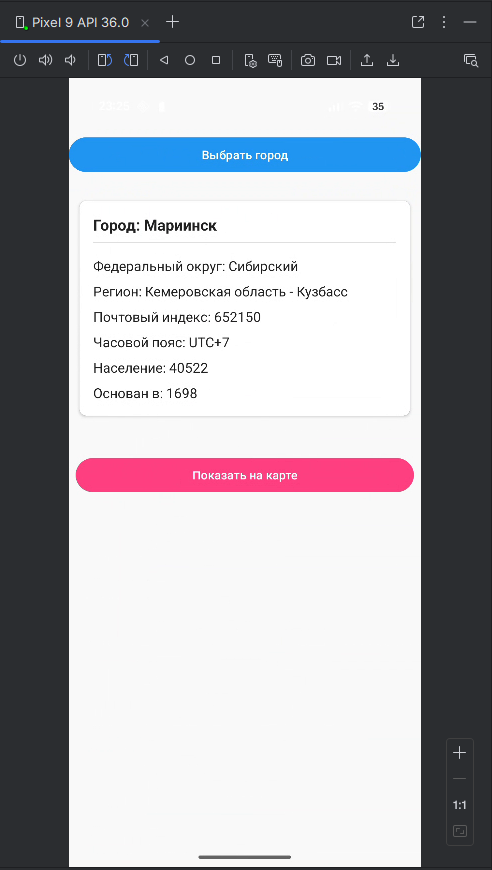 Pixel 9 API 36.0
35
Выбрать город
Город: Мариинск
Федеральный округ: Сибирский
Регион: Кемеровская область - Кузбасс
Почтовый индекс: 652150
Часовой пояс: UTC+7
Население: 40522
Основан в: 1698
Показать на карте
1:1